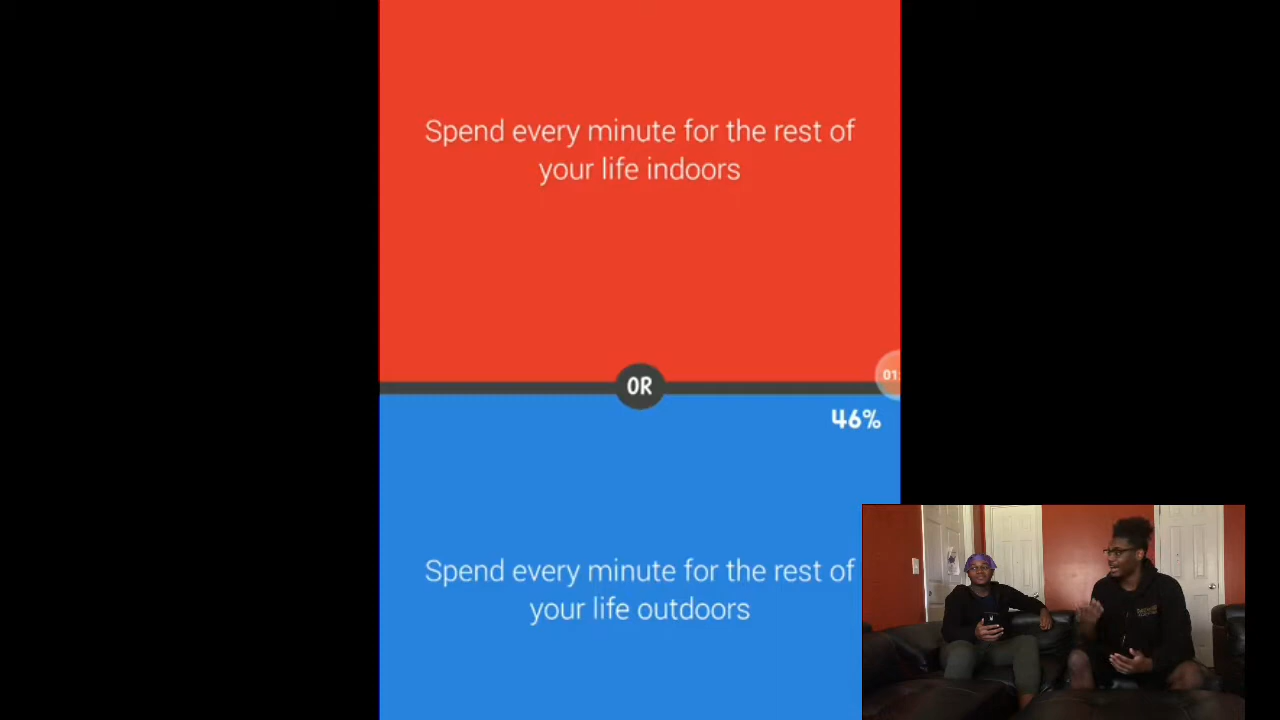 Spend every minute for the rest of
your life indoors
OR
01:
46%
Spend every minute for the rest of
your life outdoors